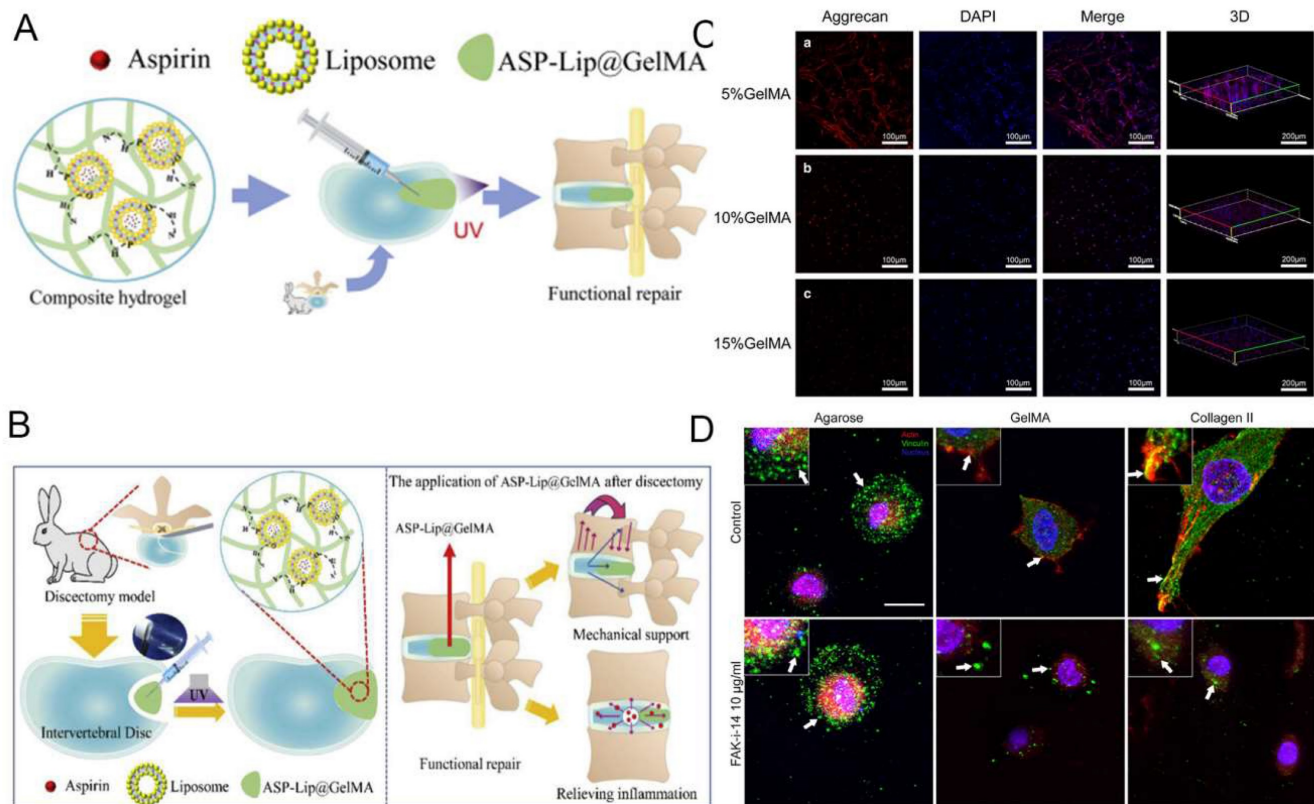 A
Aspirin
Liposome
ASP-Lip@GelMA
UV
Composite hydrogel
Functional repair
B
Discectomy model
UV
Intervertebral Disc
Aspirin
Liposome
ASP-Lip@GelMA
The application of ASP-Lip@GelMA after discectomy
ASP-Lip@GelMA
Mechanical support
Functional repair
Relieving inflammation
C
Aggrecan DAPI Merge 3D
a
5%GelMA
100μm 100μm 100μm 200μm
b
10%GelMA
100μm 100μm 100μm 200μm
c
15%GelMA
100μm 100μm 100μm 200μm
D
Agarose GelMA Collagen II
Actin
Vinculin
Nucleus
Control
FAK-i-14 10 μg/ml